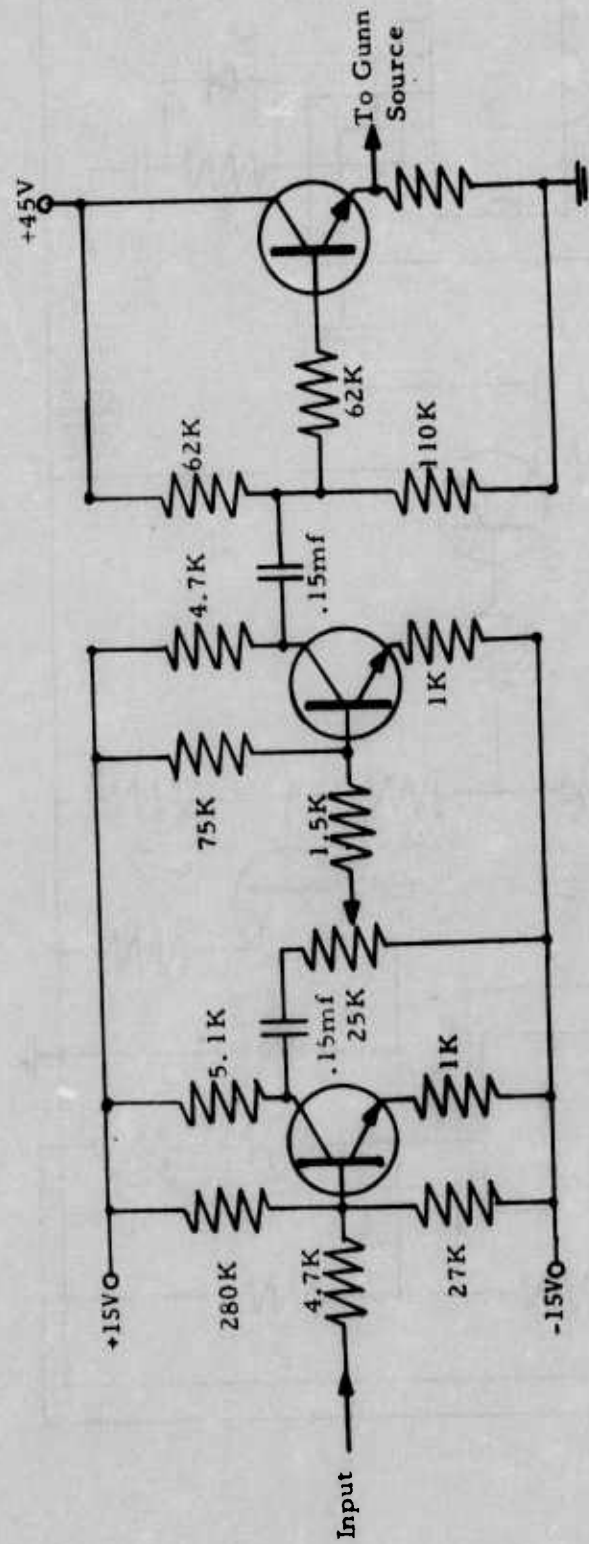 Input
+15V
-15V
280K
4.7K
27K
5.1K
.15mf
1K
25K
75K
1.5K
4.7K
.15mf
1K
62K
110K
62K
+45V
To Gunn
Source